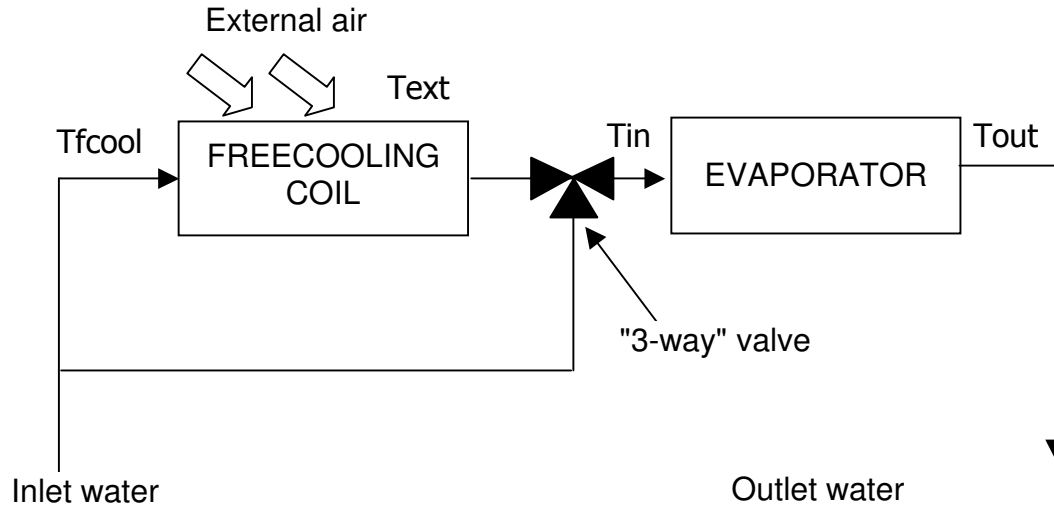 External air
Text
Tfcool
FREECOOLING
COIL
Tin
EVAPORATOR
Tout
"3-way" valve
Inlet water
Outlet water